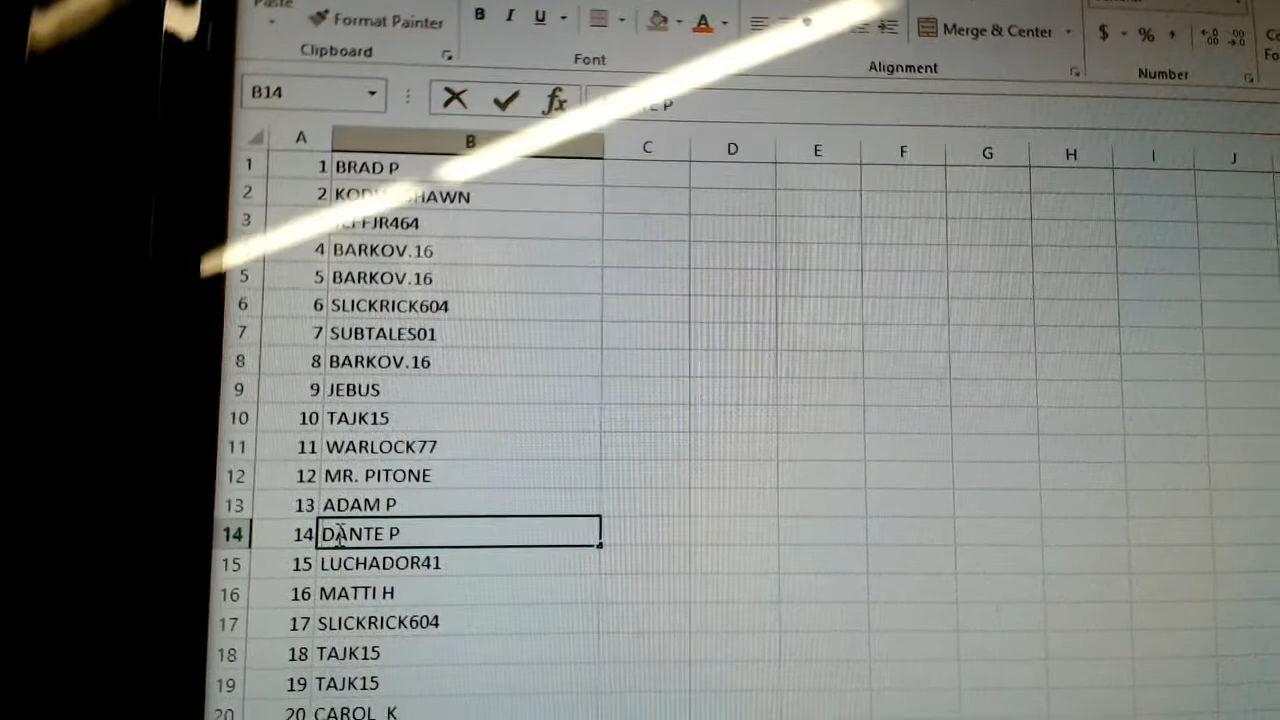 Paste
Format Painter
B I U A
Merge & Center
$ % ,
Clipboard
Font
Alignment
Number
B14
fx
P
A B C D E F G H I J
1 1 BRAD P
2 2 SHAWN
3 JEFFJR464
4 BARKOV.16
5 5 BARKOV.16
6 6 SLICKRICK604
7 7 SUBTALES01
8 8 BARKOV.16
9 9 JEBUS
10 10 TAJK15
11 11 WARLOCK77
12 12 MR. PITONE
13 13 ADAM P
14 14 DANTE P
15 15 LUCHADOR41
16 16 MATTI H
17 17 SLICKRICK604
18 18 TAJK15
19 19 TAJK15
20 20 CAROL K